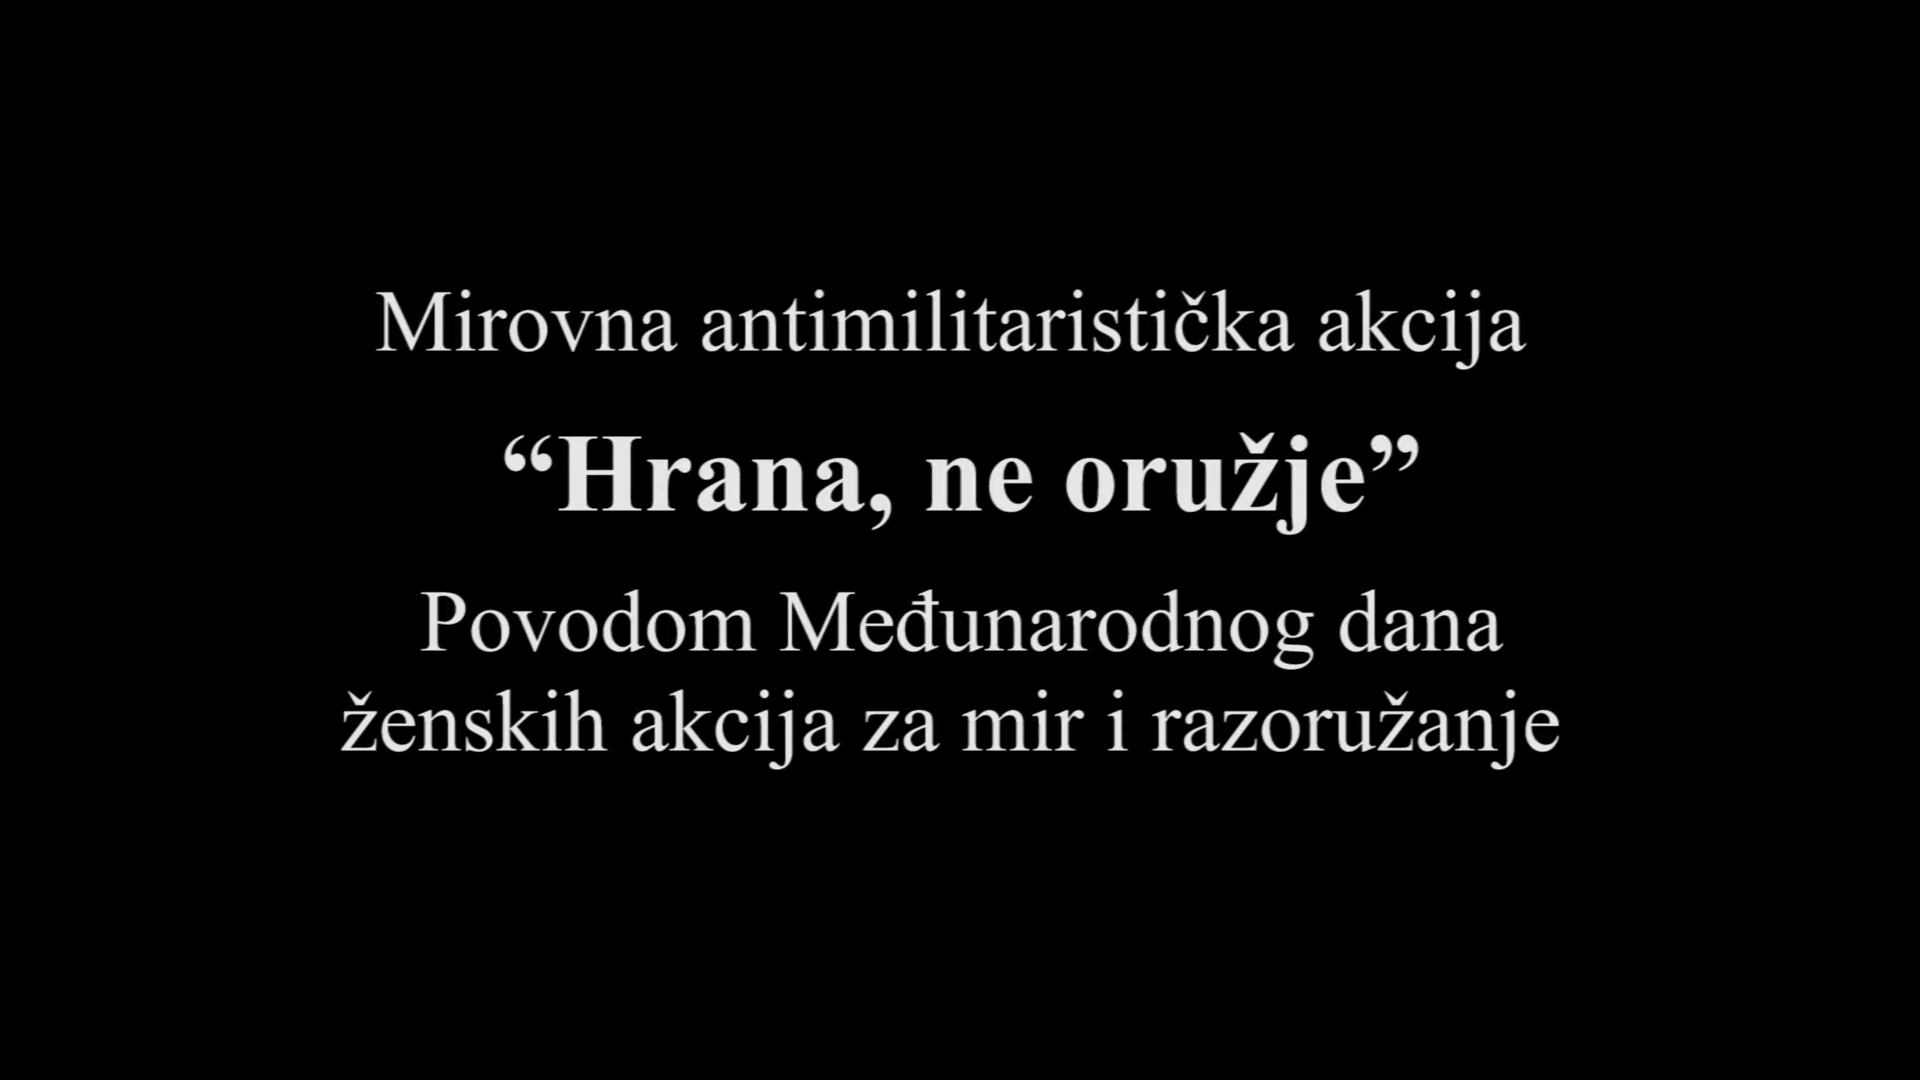 Mirovna antimilitaristička akcija
“Hrana, ne oružje”
Povodom Međunarodnog dana
ženskih akcija za mir i razoružanje